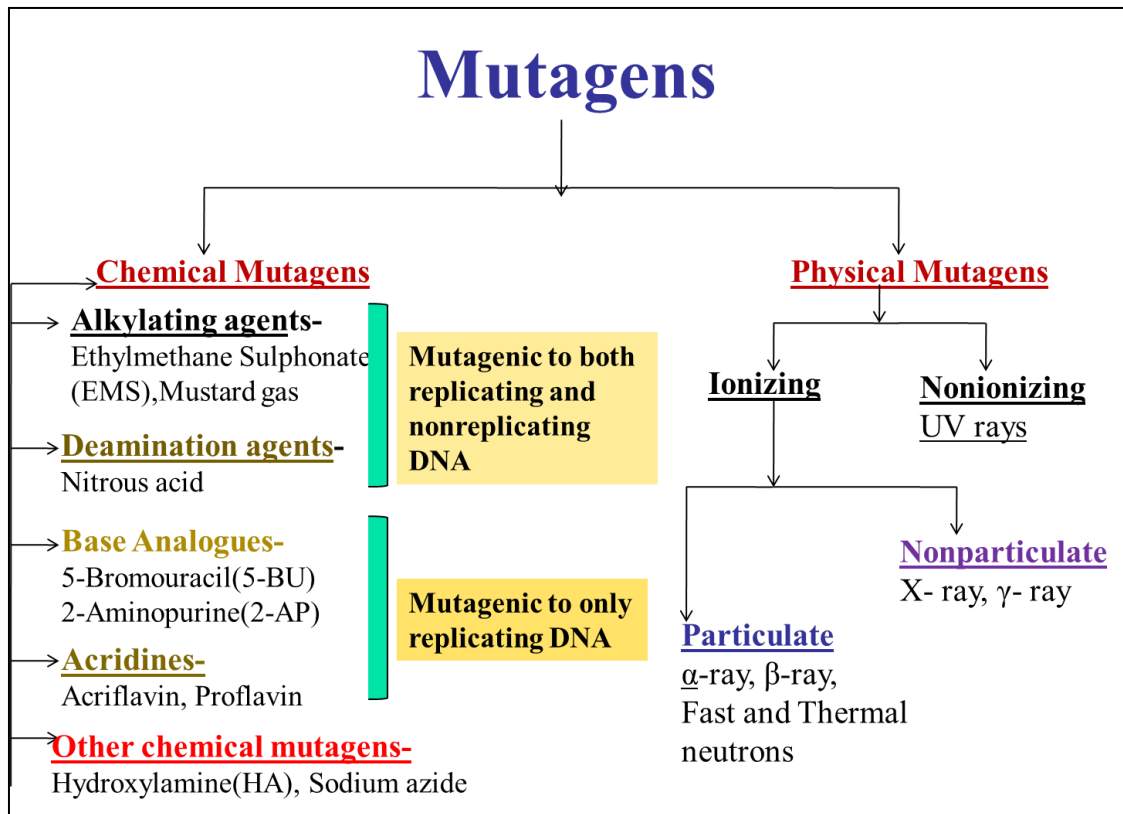 Mutagens
Chemical Mutagens
Alkylating agents-
Ethylmethane Sulphonate
(EMS),Mustard gas
Deamination agents-
Nitrous acid
Mutagenic to both
replicating and
nonreplicating
DNA
Base Analogues-
5-Bromouracil(5-BU)
2-Aminopurine(2-AP)
Acridines-
Acriflavin, Proflavin
Mutagenic to only
replicating DNA
Other chemical mutagens-
Hydroxylamine(HA), Sodium azide
Physical Mutagens
Ionizing
Nonionizing
UV rays
Particulate
α-ray, β-ray,
Fast and Thermal
neutrons
Nonparticulate
X- ray, γ- ray